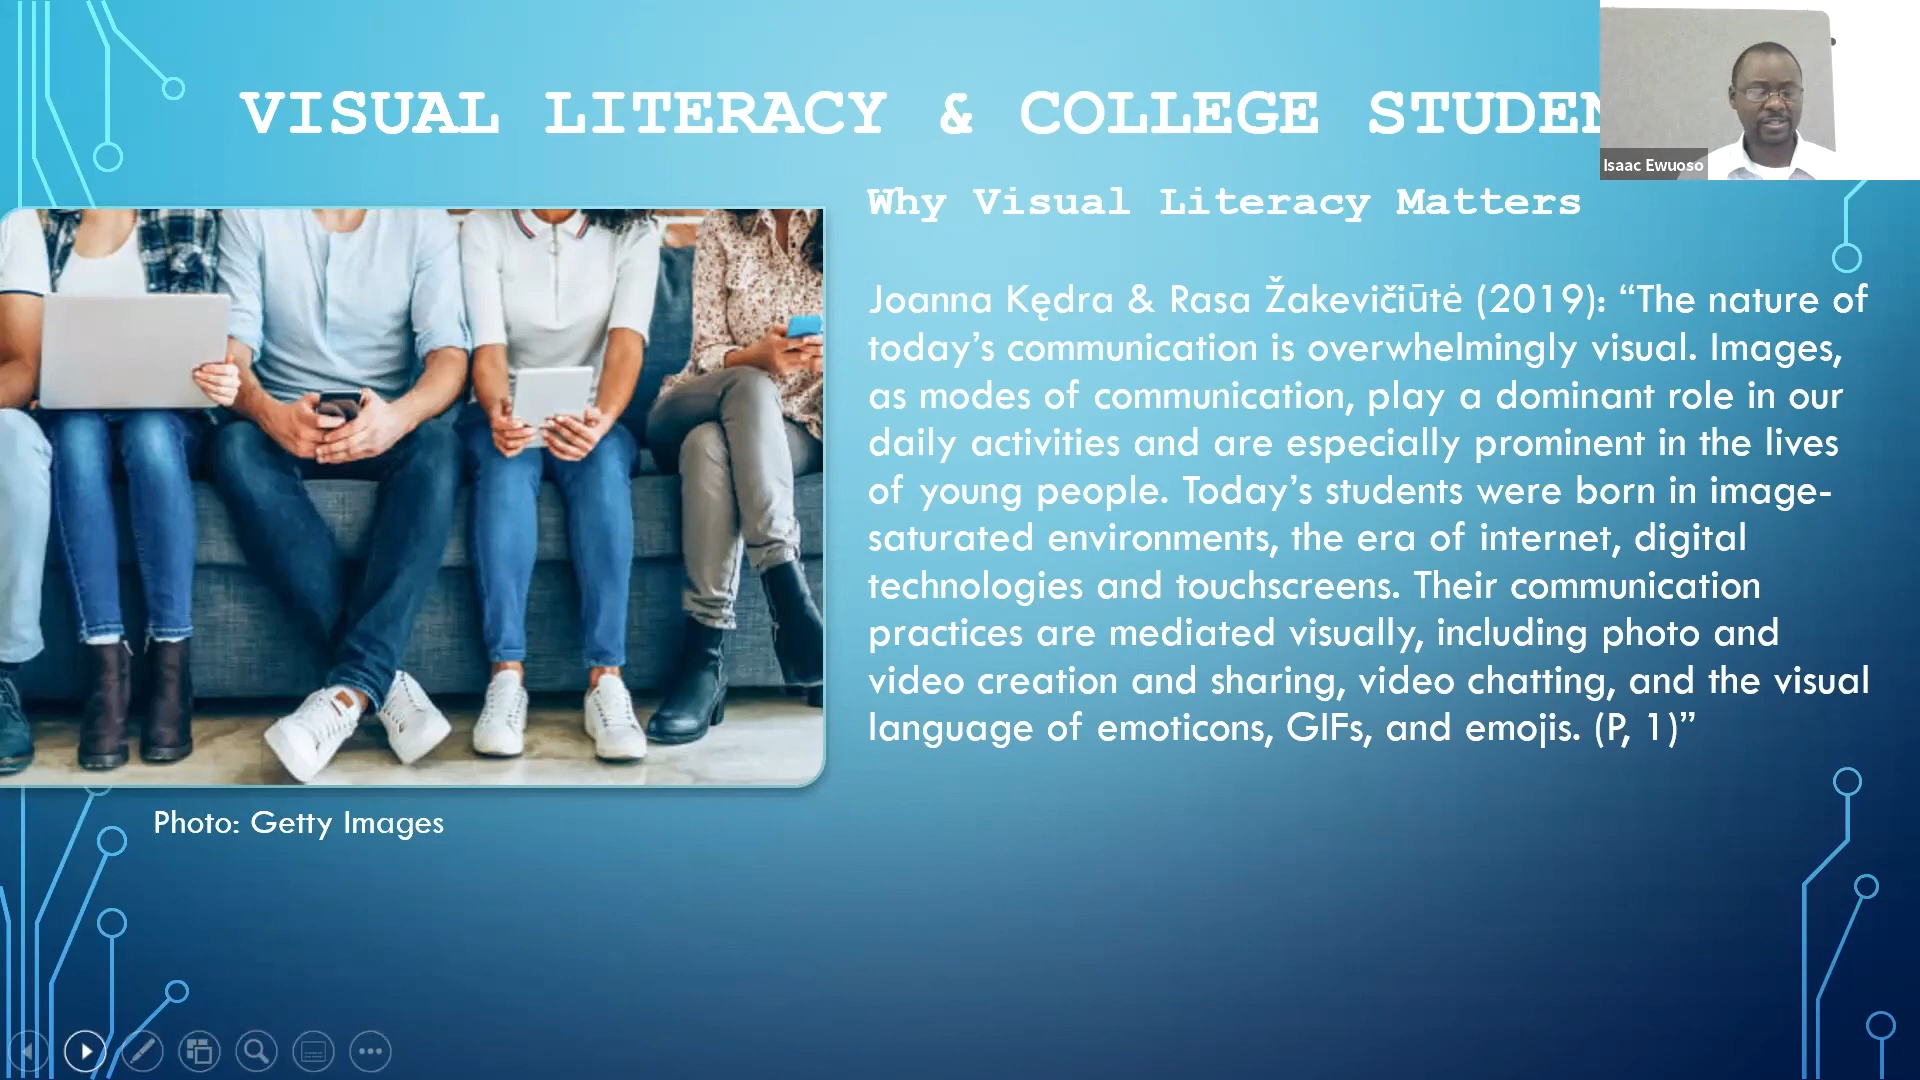 VISUAL LITERACY & COLLEGE STUDEN
Isaac Ewuoso
Why Visual Literacy Matters
Joanna Kędra & Rasa Žakevičiūtė (2019): “The nature of
today’s communication is overwhelmingly visual. Images,
as modes of communication, play a dominant role in our
daily activities and are especially prominent in the lives
of young people. Today’s students were born in image-
saturated environments, the era of internet, digital
technologies and touchscreens. Their communication
practices are mediated visually, including photo and
video creation and sharing, video chatting, and the visual
language of emoticons, GIFs, and emojis. (P, 1)”
Photo: Getty Images